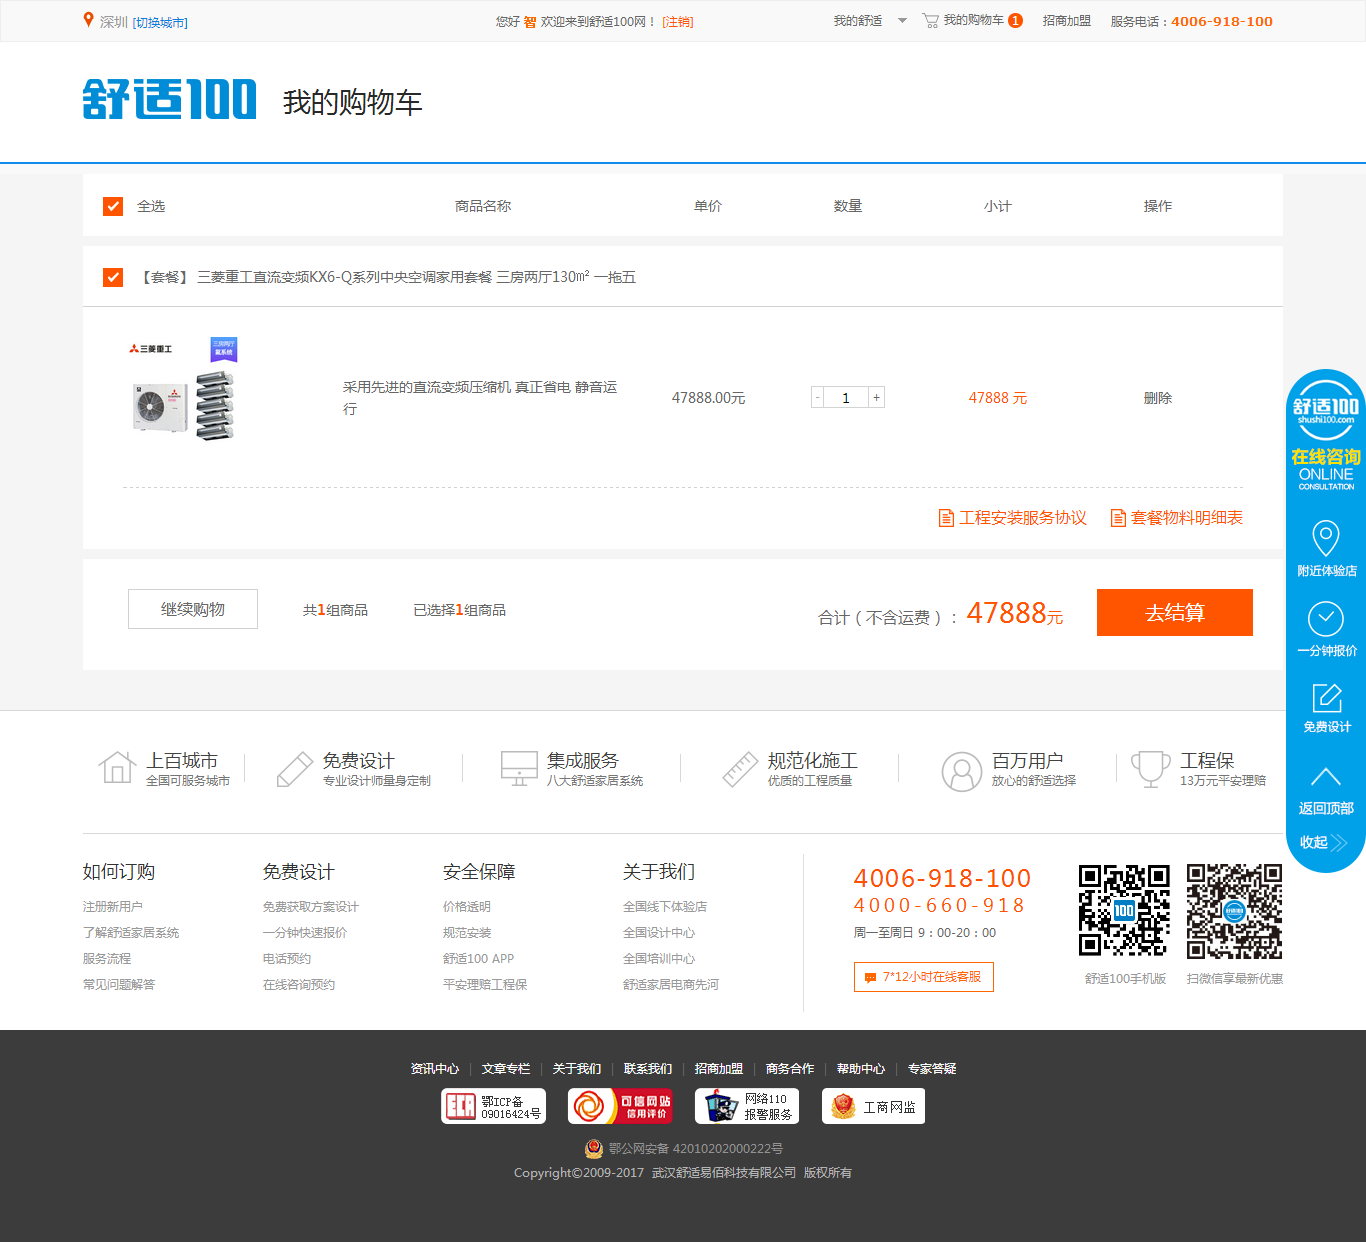 深圳 [切换城市]
您好 智 欢迎来到舒适100网！ [注销]
我的舒适 我的购物车 1 招商加盟 服务电话：4006-918-100
舒适100 我的购物车
全选 商品名称 单价 数量 小计 操作
【套餐】 三菱重工直流变频KX6-Q系列中央空调家用套餐 三房两厅130㎡ 一拖五
三菱重工
三房两厅
氟系统
采用先进的直流变频压缩机 真正省电 静音运
行
47888.00元 - 1 + 47888 元 删除
工程安装服务协议 套餐物料明细表
继续购物 共1组商品 已选择1组商品 合计（不含运费）： 47888元 去结算
舒适100
shushi100.com
在线咨询
ONLINE
CONSULTATION
附近体验店
一分钟报价
免费设计
返回顶部
收起
上百城市
全国可服务城市
免费设计
专业设计师量身定制
集成服务
八大舒适家居系统
规范化施工
优质的工程质量
百万用户
放心的舒适选择
工程保
13万元平安理赔
如何订购
注册新用户
了解舒适家居系统
服务流程
常见问题解答
免费设计
免费获取方案设计
一分钟快速报价
电话预约
在线咨询预约
安全保障
价格透明
规范安装
舒适100 APP
平安理赔工程保
关于我们
全国线下体验店
全国设计中心
全国培训中心
舒适家居电商先河
4006-918-100
4000-660-918
周一至周日 9：00-20：00
7*12小时在线客服
100
舒适100手机版
舒适100
扫微信享最新优惠
资讯中心 | 文章专栏 | 关于我们 | 联系我们 | 招商加盟 | 商务合作 | 帮助中心 | 专家答疑
鄂ICP备
09016424号
可信网站
信用评价
网络110
报警服务
工商网监
鄂公网安备 42010202000222号
Copyright©2009-2017 武汉舒适易佰科技有限公司 版权所有